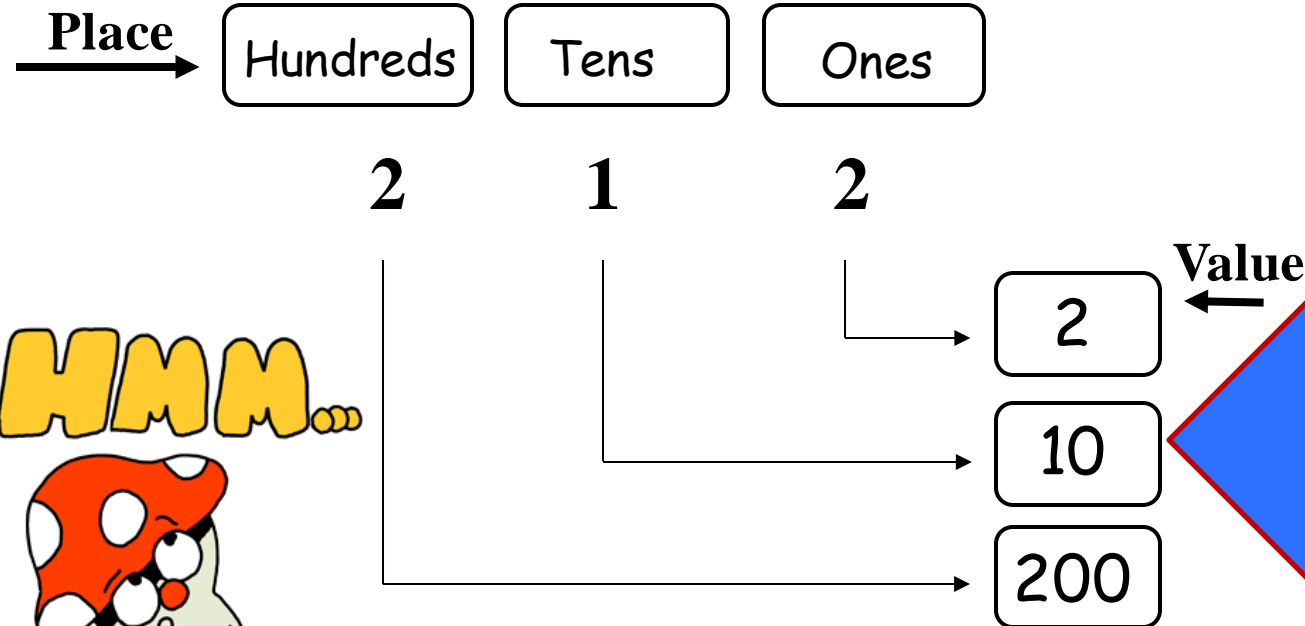 Place
Hundreds Tens Ones
2 1 2
Value
2
HMM...
10
200